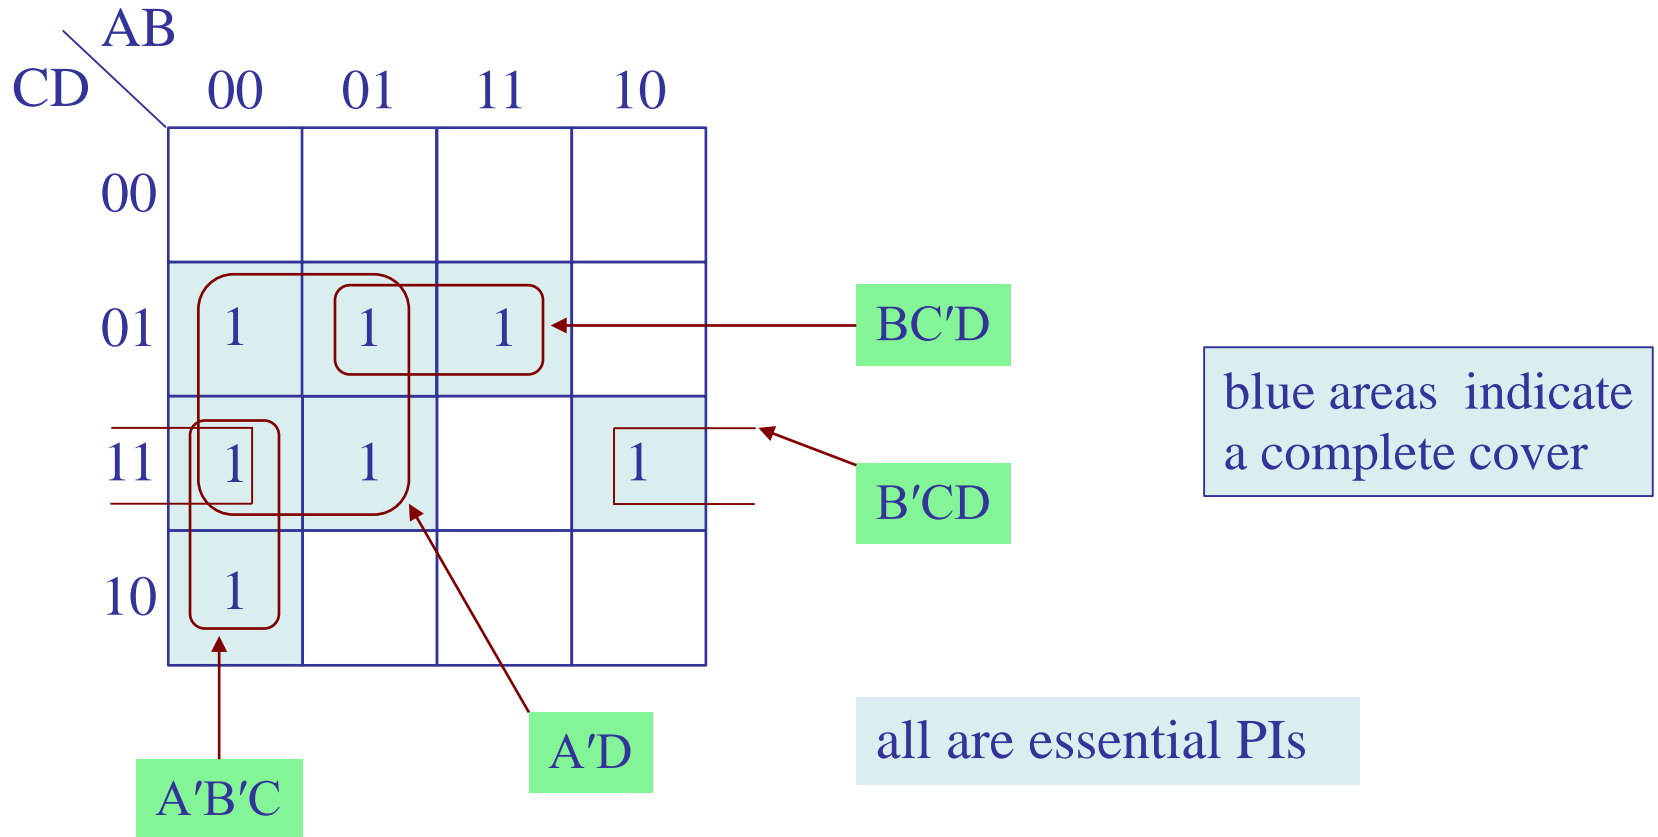 AB
CD
00 01 11 10
00
01 1 1 1
11 1 1 1
10 1
BC′D
B′CD
A′D
A′B′C
blue areas indicate
a complete cover
all are essential PIs